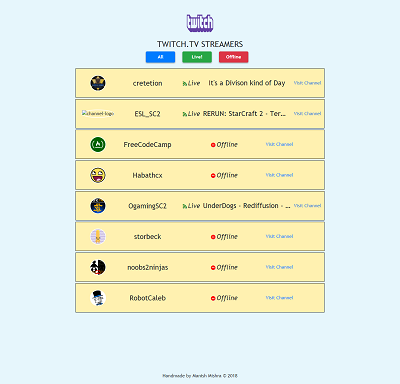 twitch
TWITCH.TV STREAMERS
All Live! Offline
cretetion Live It's a Divison kind of Day Visit Channel
channel-logo ESL_SC2 Live RERUN: StarCraft 2 - Ter... Visit Channel
FreeCodeCamp Offline Visit Channel
Habathcx Offline Visit Channel
OgamingSC2 Live UnderDogs - Rediffusion - ... Visit Channel
storbeck Offline Visit Channel
noobs2ninjas Offline Visit Channel
RobotCaleb Offline Visit Channel
Handmade by Manish Mishra © 2018